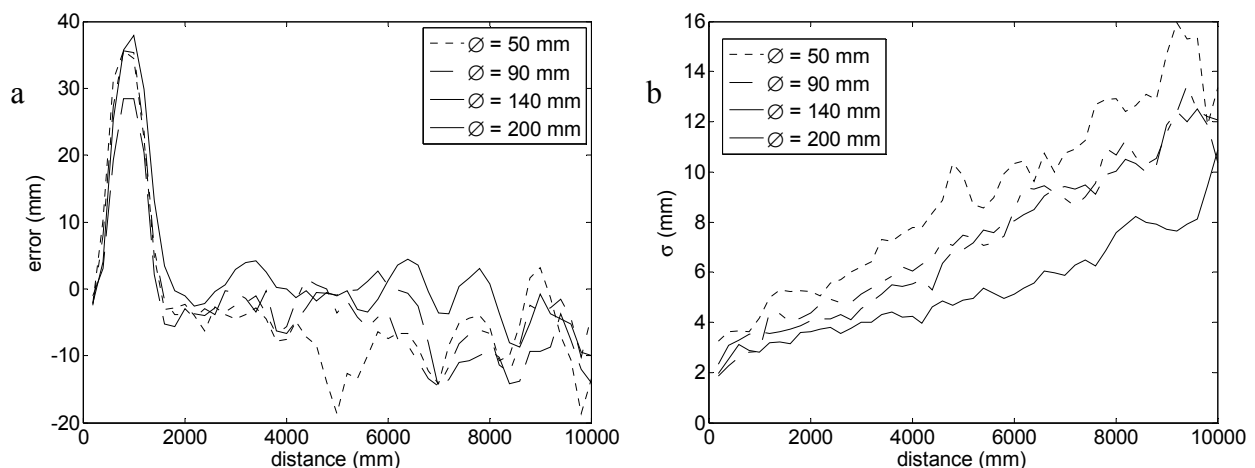 a
error (mm)
40
30
20
10
0
-10
-20
0
2000
4000
6000
8000
10000
distance (mm)
∅ = 50 mm
∅ = 90 mm
∅ = 140 mm
∅ = 200 mm
b
σ (mm)
16
14
12
10
8
6
4
2
0
0
2000
4000
6000
8000
10000
distance (mm)
∅ = 50 mm
∅ = 90 mm
∅ = 140 mm
∅ = 200 mm